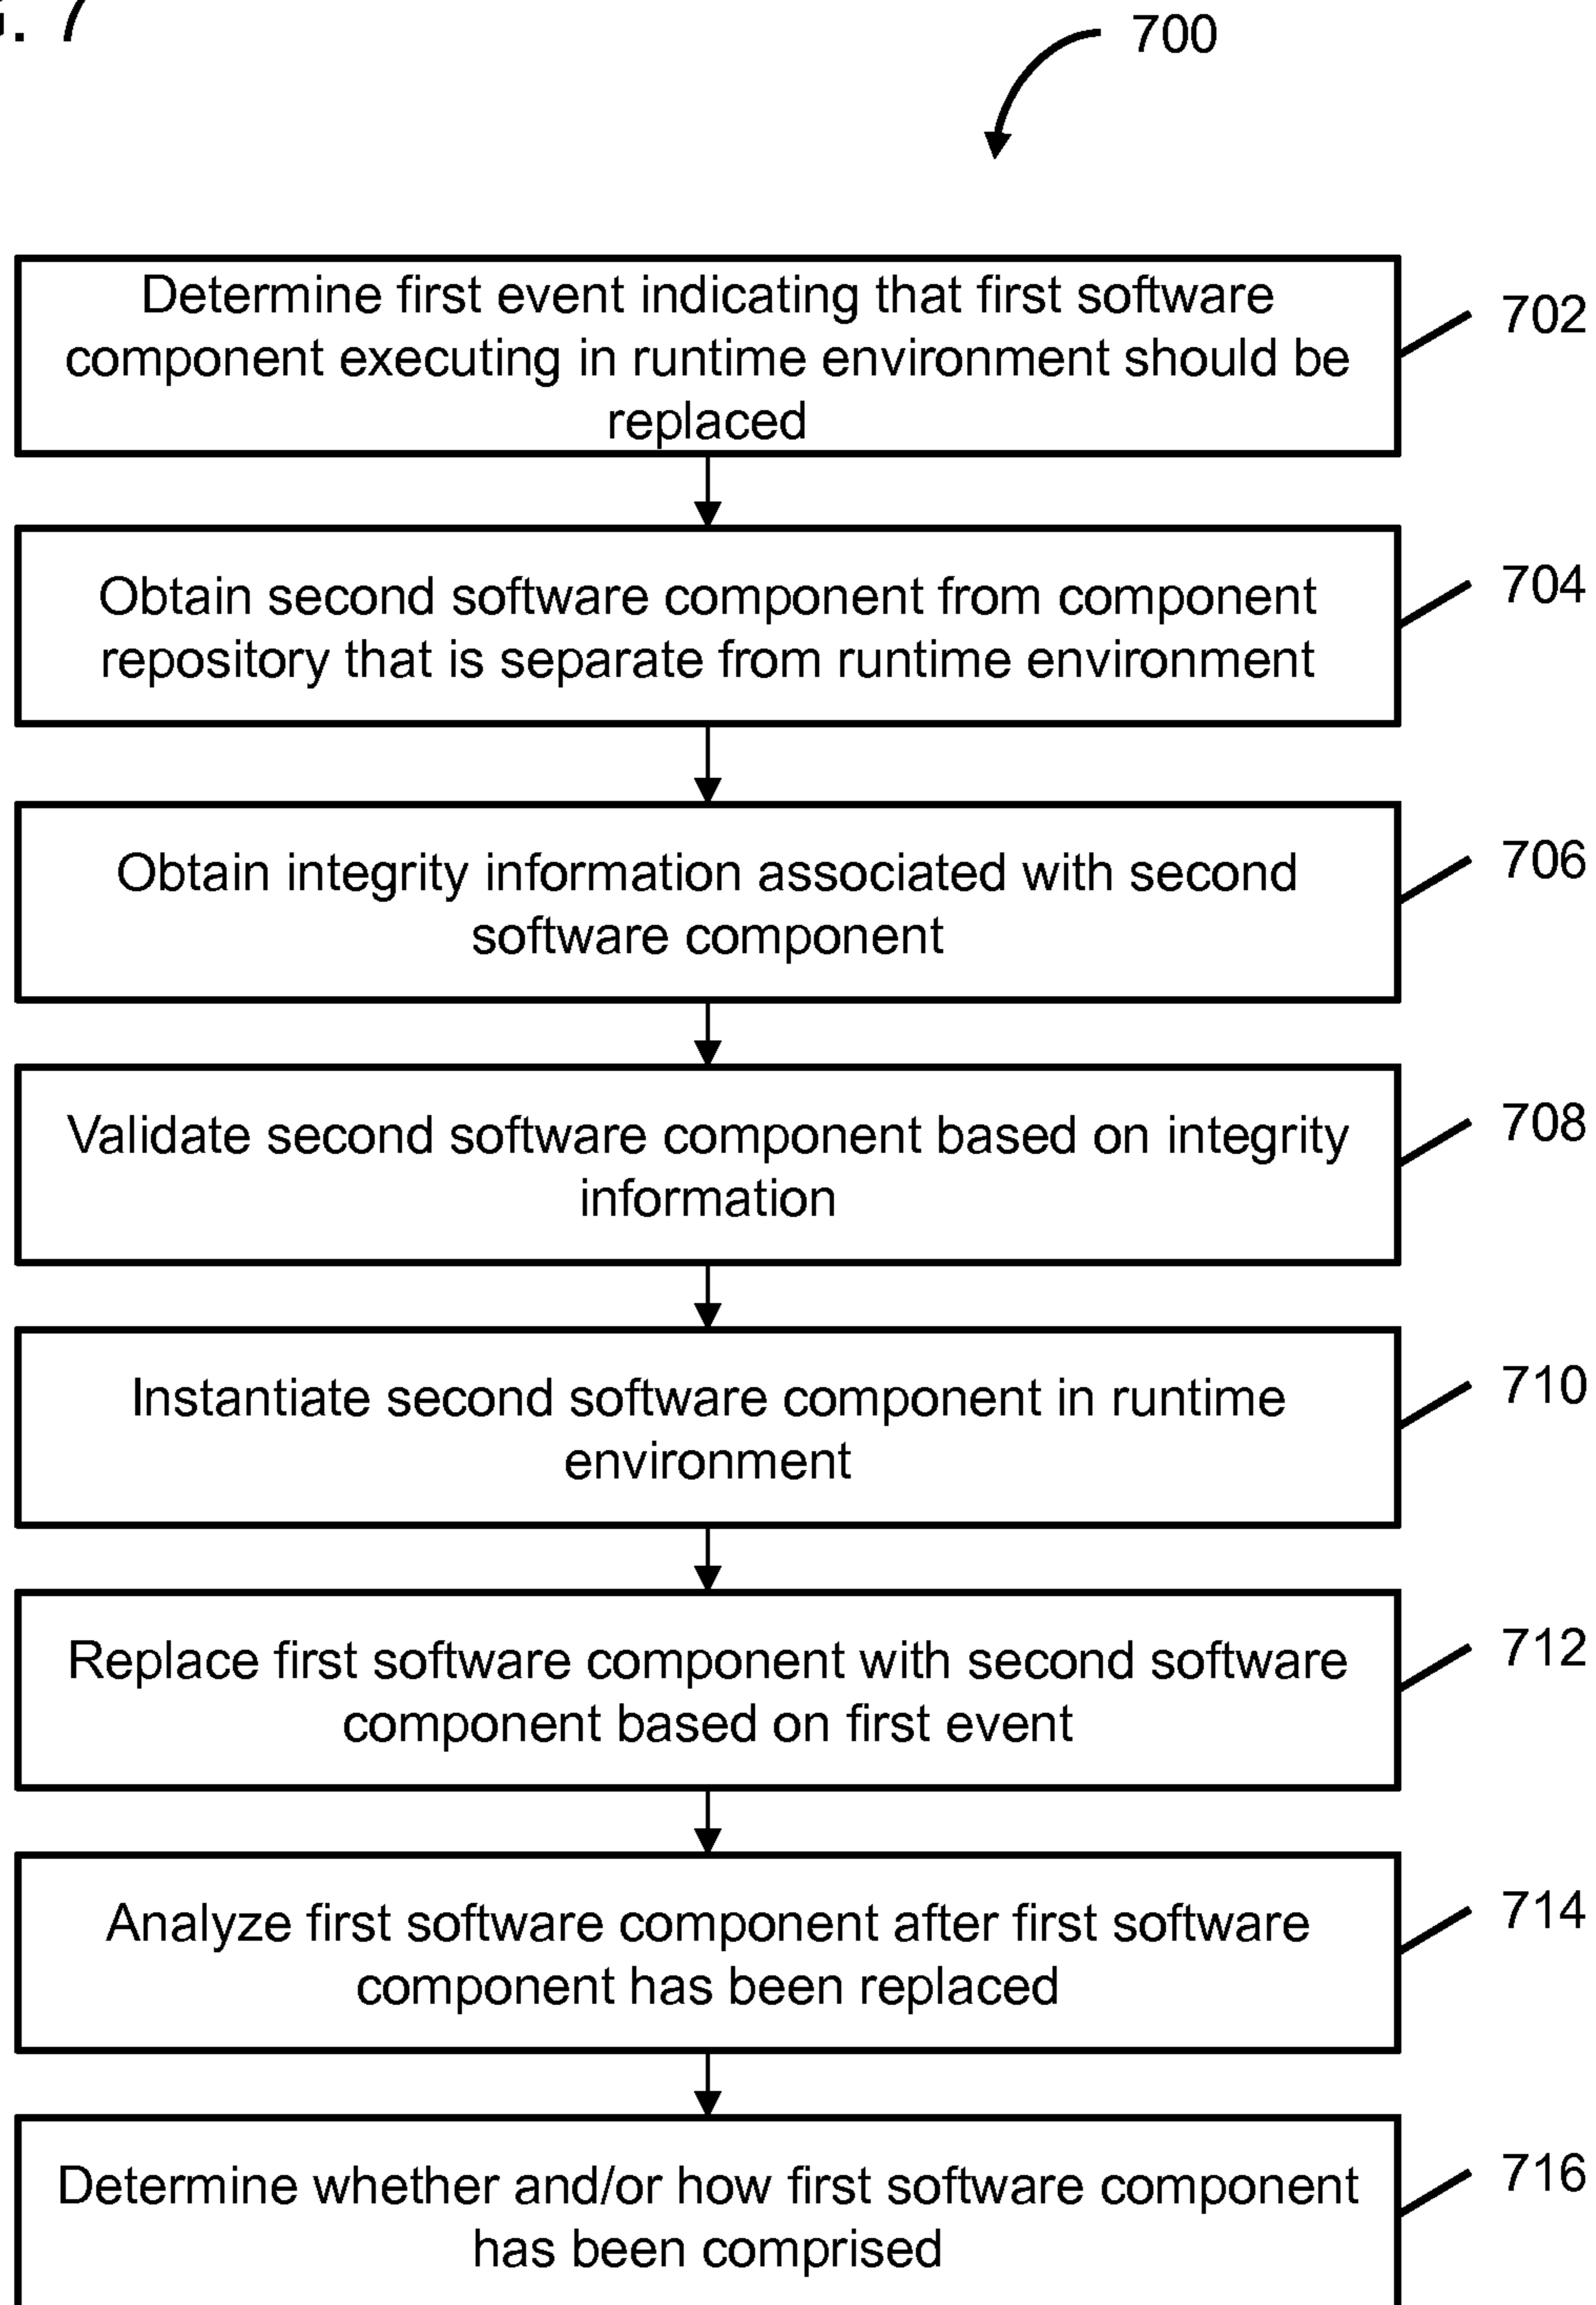 . 7
700
Determine first event indicating that first software
component executing in runtime environment should be
replaced
702
Obtain second software component from component
repository that is separate from runtime environment
704
Obtain integrity information associated with second
software component
706
Validate second software component based on integrity
information
708
Instantiate second software component in runtime
environment
710
Replace first software component with second software
component based on first event
712
Analyze first software component after first software
component has been replaced
714
Determine whether and/or how first software component
has been comprised
716